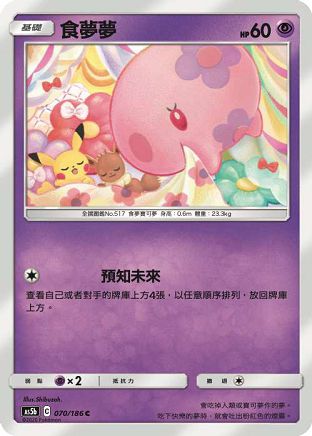 基礎 食夢夢 HP60
全國圖鑑No.517 食夢寶可夢 身高:0.6m 體重:23.3kg
預知未來
查看自己或者對手的牌庫上方4張,以任意順序排列,放回牌庫
上方。
弱點 ×2 抵抗力 撤退
Illus.Shibuzoh.
xs5b C 070/186 C
©2020 Pokémon
會吃掉人類或寶可夢作的夢。
吃下快樂的夢時,就會吐出粉紅色的煙霧。